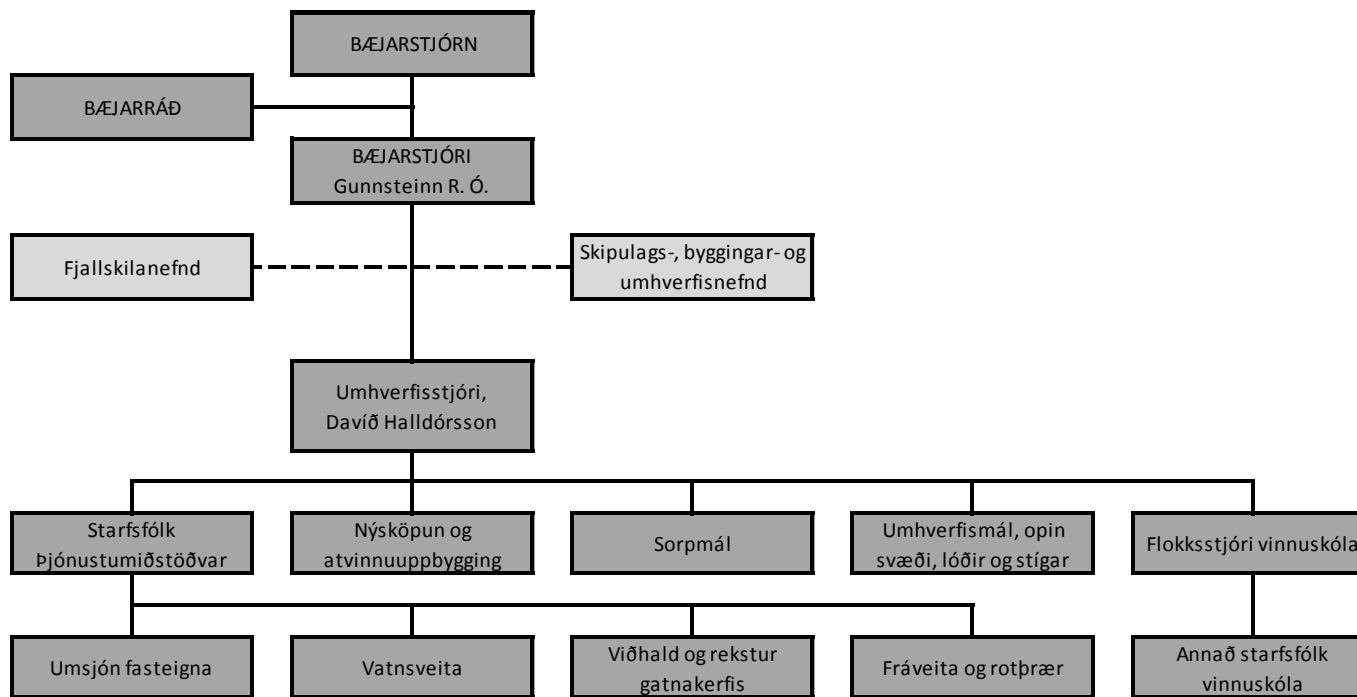 BÆJARSTJÓRN
BÆJARRÁÐ
BÆJARSTJÓRI
Gunnsteinn R. Ó.
Fjallskilanefnd
Skipulags-, byggingar- og
umhverfisnefnd
Umhverfisstjóri,
Davíð Halldórsson
Starfsfólk
Þjónustumiðstöðvar
Nýsköpun og
atvinnuuppbygging
Sorpmál
Umhverfismál, opin
svæði, lóðir og stígar
Flokksstjóri vinnuskóla
Umsjón fasteigna
Vatnsveita
Viðhald og rekstur
gatnakerfis
Fráveita og rotþrær
Annað starfsfólk
vinnuskóla